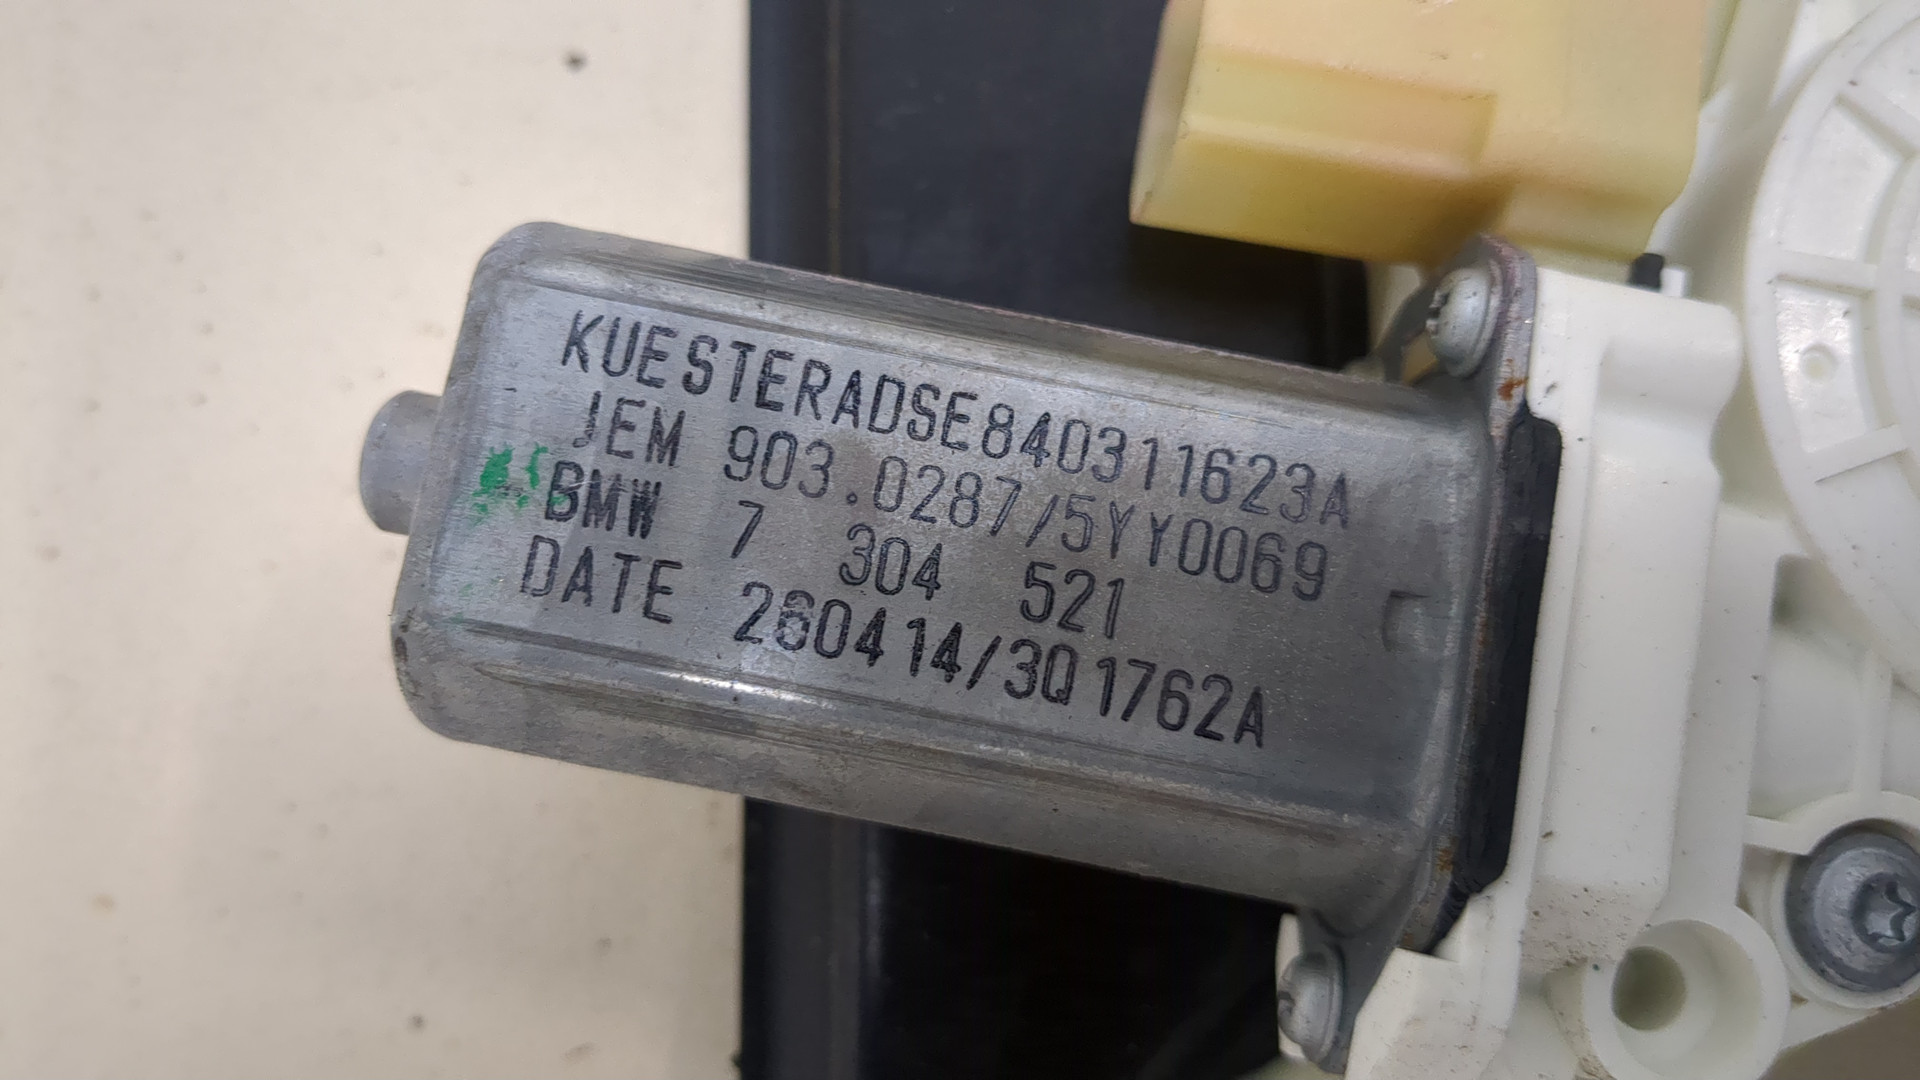 KUESTERADSE840311623A
JEM 903.0287/5YY0069
BMW 7 304 521
DATE 260414/3Q1762A